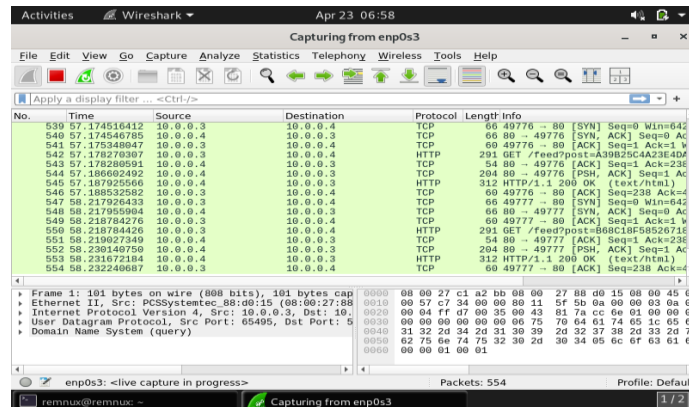 Activities Wireshark Apr 23 06:58
Capturing from enp0s3
File Edit View Go Capture Analyze Statistics Telephony Wireless Tools Help
Apply a display filter ... <Ctrl-/>
No. Time Source Destination Protocol Length Info
539 57.174516412 10.0.0.3 10.0.0.4 TCP 66 49776 → 80 [SYN] Seq=0 Win=642
540 57.174546785 10.0.0.4 10.0.0.3 TCP 66 80 → 49776 [SYN, ACK] Seq=0 Ac
541 57.175348047 10.0.0.3 10.0.0.4 TCP 60 49776 → 80 [ACK] Seq=1 Ack=1 W
542 57.178270307 10.0.0.3 10.0.0.4 HTTP 291 GET /feed?post=A39B25C4A23E4DA
543 57.178280591 10.0.0.4 10.0.0.3 TCP 54 80 → 49776 [ACK] Seq=1 Ack=238
544 57.186602492 10.0.0.4 10.0.0.3 TCP 204 80 → 49776 [PSH, ACK] Seq=1 Ac
545 57.187925566 10.0.0.4 10.0.0.3 HTTP 312 HTTP/1.1 200 OK (text/html)
546 57.188532582 10.0.0.3 10.0.0.4 TCP 60 49776 → 80 [ACK] Seq=238 Ack=4
547 58.217926433 10.0.0.3 10.0.0.4 TCP 66 49777 → 80 [SYN] Seq=0 Win=642
548 58.217955904 10.0.0.4 10.0.0.3 TCP 66 80 → 49777 [SYN, ACK] Seq=0 Ac
549 58.218784276 10.0.0.3 10.0.0.4 TCP 60 49777 → 80 [ACK] Seq=1 Ack=1 W
550 58.218784426 10.0.0.3 10.0.0.4 HTTP 291 GET /feed?post=B68C18F58526718
551 58.219027349 10.0.0.4 10.0.0.3 TCP 54 80 → 49777 [ACK] Seq=1 Ack=238
552 58.230140750 10.0.0.4 10.0.0.3 TCP 204 80 → 49777 [PSH, ACK] Seq=1 Ac
553 58.231672184 10.0.0.4 10.0.0.3 HTTP 312 HTTP/1.1 200 OK (text/html)
554 58.232240687 10.0.0.3 10.0.0.4 TCP 60 49777 → 80 [ACK] Seq=238 Ack=4
Frame 1: 101 bytes on wire (808 bits), 101 bytes cap
Ethernet II, Src: PCSSystemtec_88:d0:15 (08:00:27:88
Internet Protocol Version 4, Src: 10.0.0.3, Dst: 10.
User Datagram Protocol, Src Port: 65495, Dst Port: 5
Domain Name System (query)
0000 08 00 27 c1 a2 bb 08 00 27 88 d0 15 08 00 45 0
0010 00 57 c7 34 00 00 80 11 5f 5b 0a 00 00 03 0a
0020 00 04 ff d7 00 35 00 43 81 7a cc 6e 01 00 00
0030 00 00 00 00 00 00 06 75 70 64 61 74 65 1c 65
0040 31 32 2d 34 2d 31 30 39 2d 32 37 2d 38 2d 33 2d
0050 62 75 6e 74 75 32 30 2d 30 34 05 6c 6f 63 61 6
0060 00 00 01 00 01
enp0s3: <live capture in progress> Packets: 554 Profile: Defau
remnux@remnux: ~ Capturing from enp0s3 1 / 2